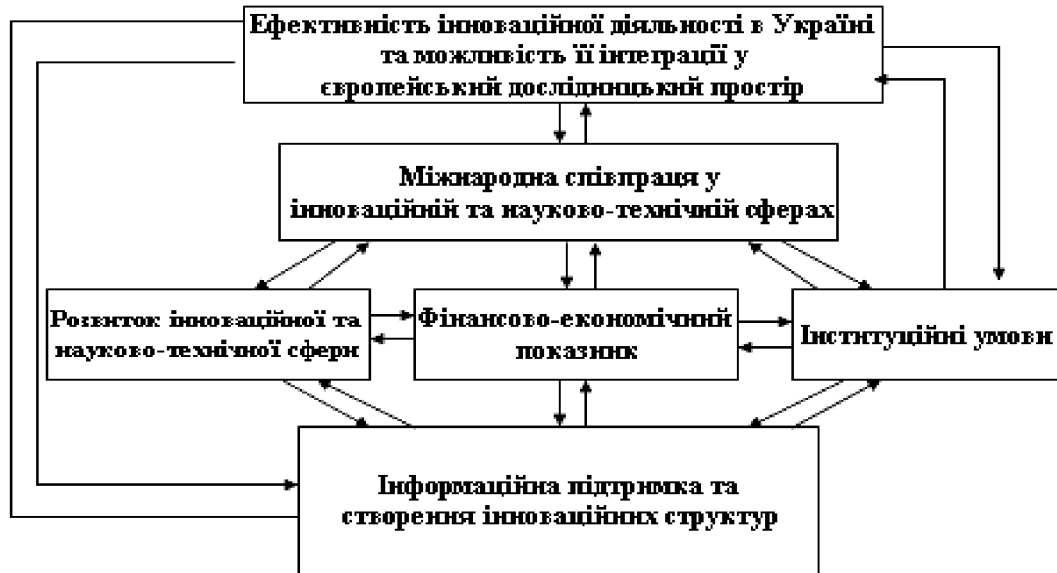 Ефективність інноваційної діяльності в Україні
та можливість її інтеграції у
європейський дослідницький простір
Міжнародна співпраця у
інноваційній та науково-технічній сферах
Розвиток інноваційної та
науково-технічної сфери
Фінансово-економічний
показник
Інституційні умови
Інформаційна підтримка та
створення інноваційних структур